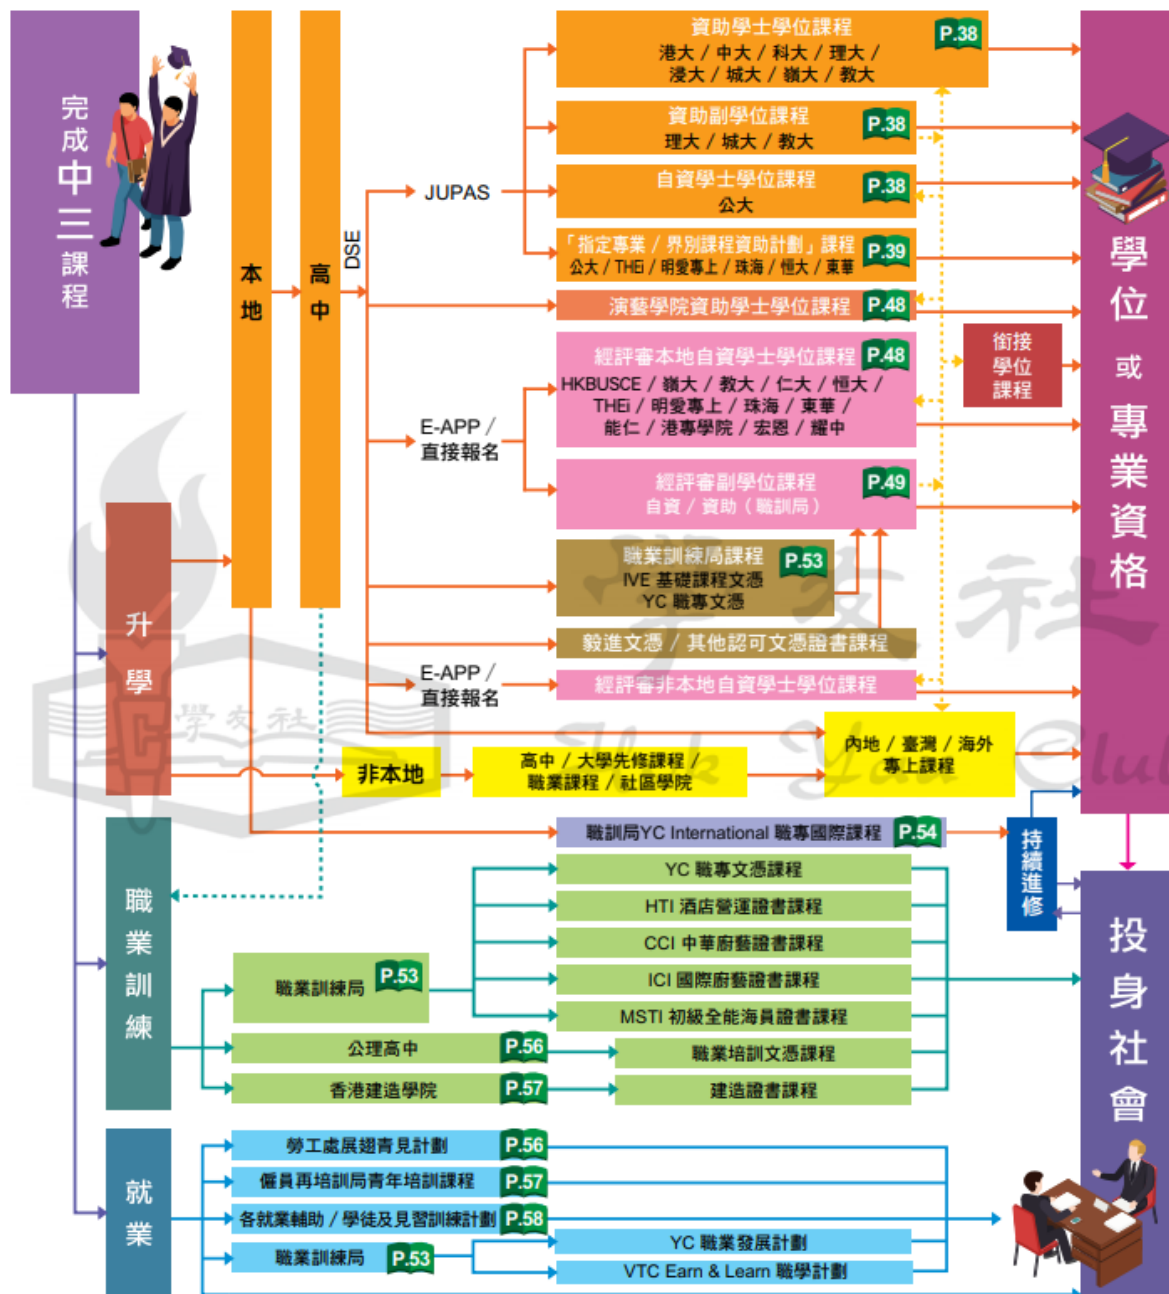 完成中三課程
升學
職業訓練
就業
本地
高中
DSE
JUPAS
資助學士學位課程
P.38
港大 / 中大 / 科大 / 理大 /
浸大 / 城大 / 嶺大 / 教大
資助副學位課程
P.38
理大 / 城大 / 教大
自資學士學位課程
P.38
公大
「指定專業 / 界別課程資助計劃」課程
P.39
公大 / THEi / 明愛專上 / 珠海 / 恒大 / 東華
演藝學院資助學士學位課程
P.48
E-APP /
直接報名
經評審本地自資學士學位課程
P.48
HKBUSCE / 嶺大 / 教大 / 仁大 / 恒大 /
THEi / 明愛專上 / 珠海 / 東華 /
能仁 / 港專學院 / 宏恩 / 耀中
經評審副學位課程
P.49
自資 / 資助（職訓局）
職業訓練局課程
P.53
IVE 基礎課程文憑
YC 職專文憑
毅進文憑 / 其他認可文憑證書課程
E-APP /
直接報名
經評審非本地自資學士學位課程
銜接
學位
課程
學位或專業資格
非本地
高中 / 大學先修課程 /
職業課程 / 社區學院
內地 / 臺灣 / 海外
專上課程
職訓局YC International 職專國際課程
P.54
持續進修
投身社會
職業訓練局
P.53
YC 職專文憑課程
HTI 酒店營運證書課程
CCI 中華廚藝證書課程
ICI 國際廚藝證書課程
MSTI 初級全能海員證書課程
公理高中
P.56
職業培訓文憑課程
香港建造學院
P.57
建造證書課程
勞工處展翅青見計劃
P.56
僱員再培訓局青年培訓課程
P.57
各就業輔助 / 學徒及見習訓練計劃
P.58
職業訓練局
P.53
YC 職業發展計劃
VTC Earn & Learn 職學計劃
學友社
學友社
Hok Yau Club